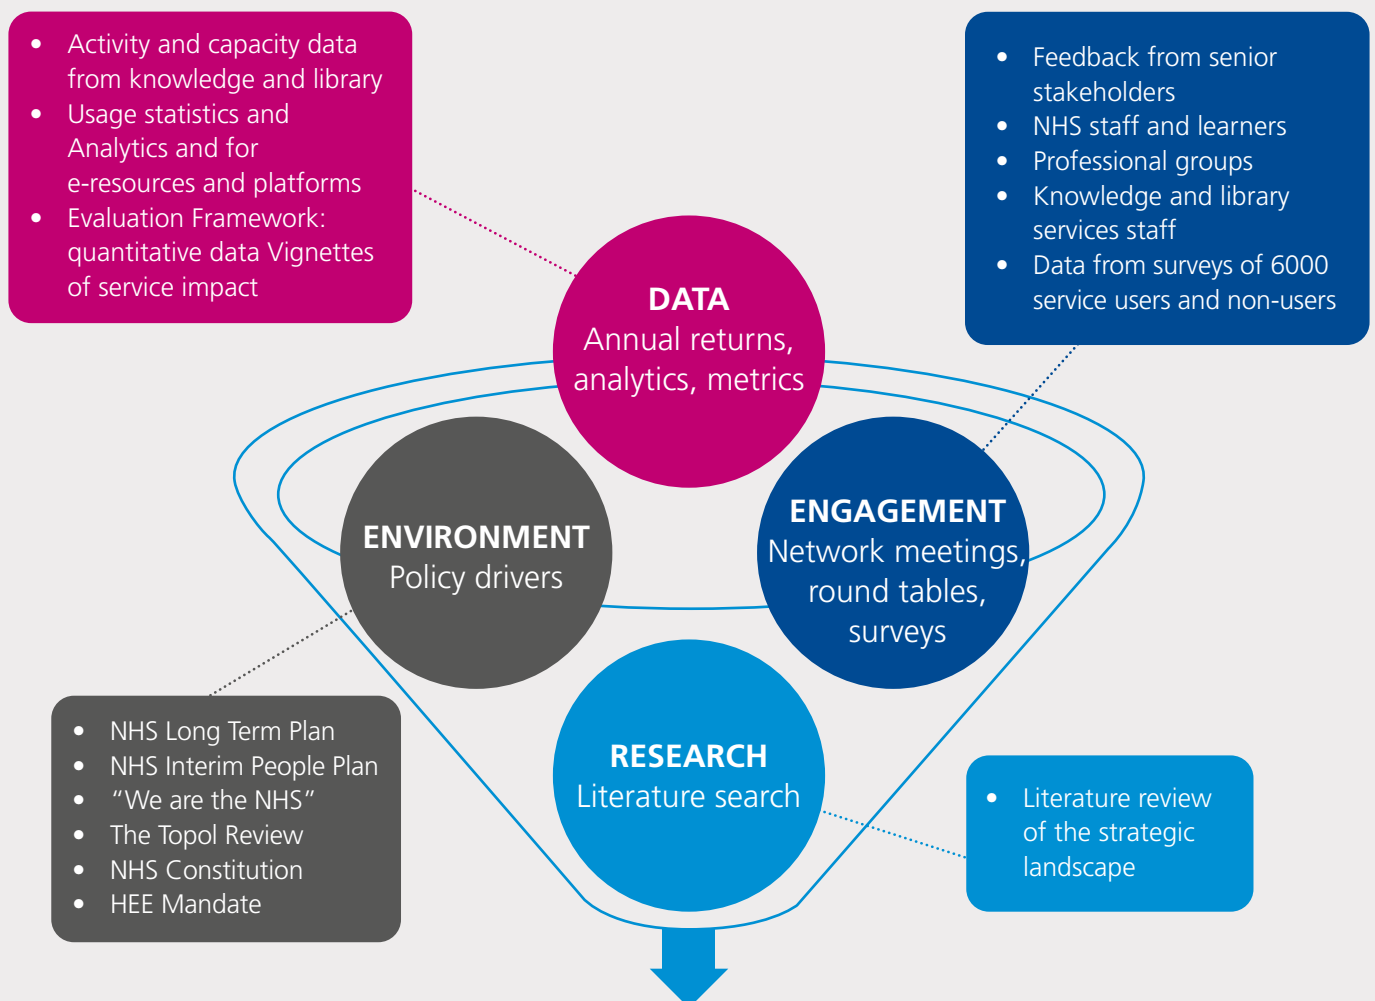 • Activity and capacity data
from knowledge and library
• Usage statistics and
Analytics and for
e-resources and platforms
• Evaluation Framework:
quantitative data Vignettes
of service impact
• Feedback from senior
stakeholders
• NHS staff and learners
• Professional groups
• Knowledge and library
services staff
• Data from surveys of 6000
service users and non-users
DATA
Annual returns,
analytics, metrics
ENVIRONMENT
Policy drivers
ENGAGEMENT
Network meetings,
round tables,
surveys
RESEARCH
Literature search
• NHS Long Term Plan
• NHS Interim People Plan
• “We are the NHS”
• The Topol Review
• NHS Constitution
• HEE Mandate
• Literature review
of the strategic
landscape